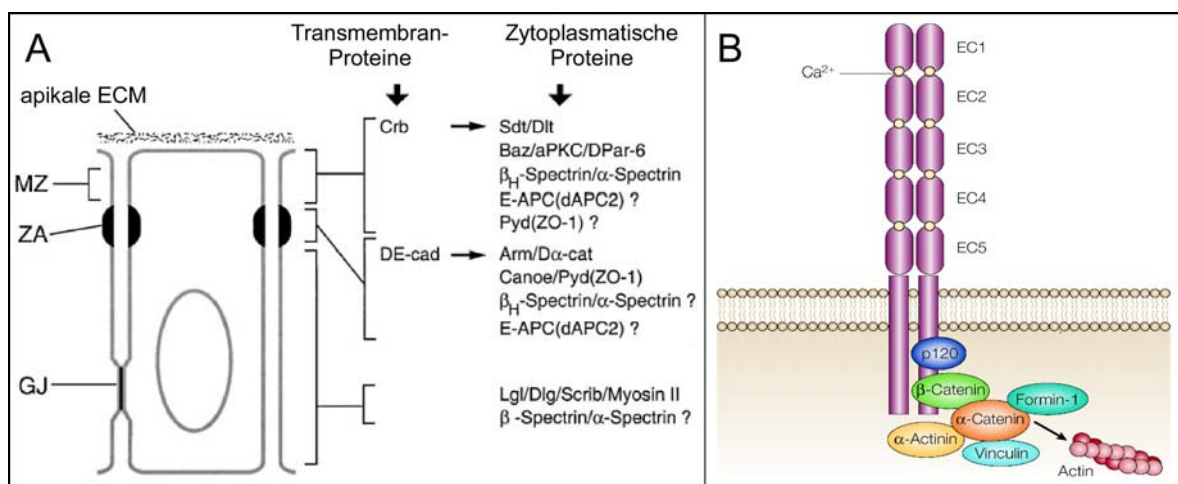 A
Transmembran-
Proteine
Zytoplasmatische
Proteine
apikale ECM
MZ
ZA
GJ
Crb
Sdt/Dlt
Baz/aPKC/DPar-6
βH-Spectrin/α-Spectrin
E-APC(dAPC2) ?
Pyd(ZO-1) ?
DE-cad
Arm/Dα-cat
Canoe/Pyd(ZO-1)
βH-Spectrin/α-Spectrin ?
E-APC(dAPC2) ?
Lgl/Dlg/Scrib/Myosin II
β -Spectrin/α-Spectrin ?
B
Ca²⁺
EC1
EC2
EC3
EC4
EC5
p120
β-Catenin
Formin-1
α-Catenin
α-Actinin
Vinculin
Actin